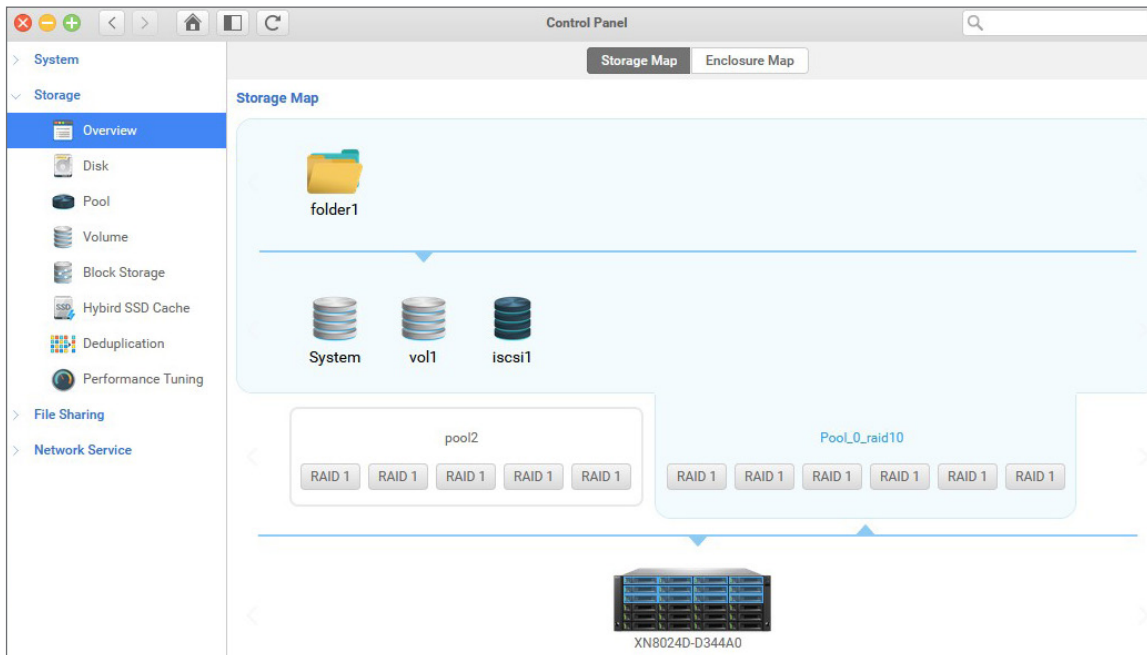 Control Panel
System
Storage
Overview
Disk
Pool
Volume
Block Storage
SSD
Hybird SSD Cache
Deduplication
Performance Tuning
File Sharing
Network Service
Storage Map
Enclosure Map
Storage Map
folder1
System
vol1
iscsi1
pool2
RAID 1
RAID 1
RAID 1
RAID 1
RAID 1
Pool_0_raid10
RAID 1
RAID 1
RAID 1
RAID 1
RAID 1
RAID 1
XN8024D-D344A0